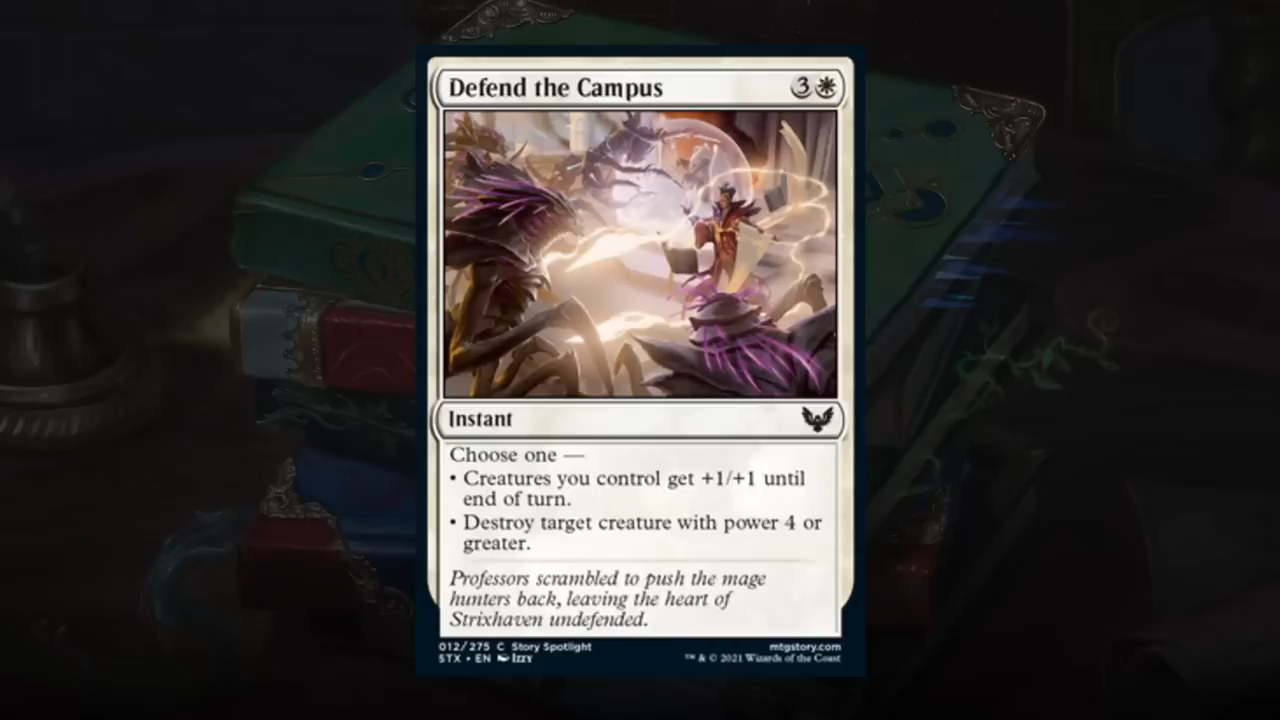 Defend the Campus 3
Instant
Choose one —
• Creatures you control get +1/+1 until
end of turn.
• Destroy target creature with power 4 or
greater.
Professors scrambled to push the mage
hunters back, leaving the heart of
Strixhaven undefended.
012/275 C Story Spotlight mtgstory.com
STX • EN Izzy ™ & © 2021 Wizards of the Coast